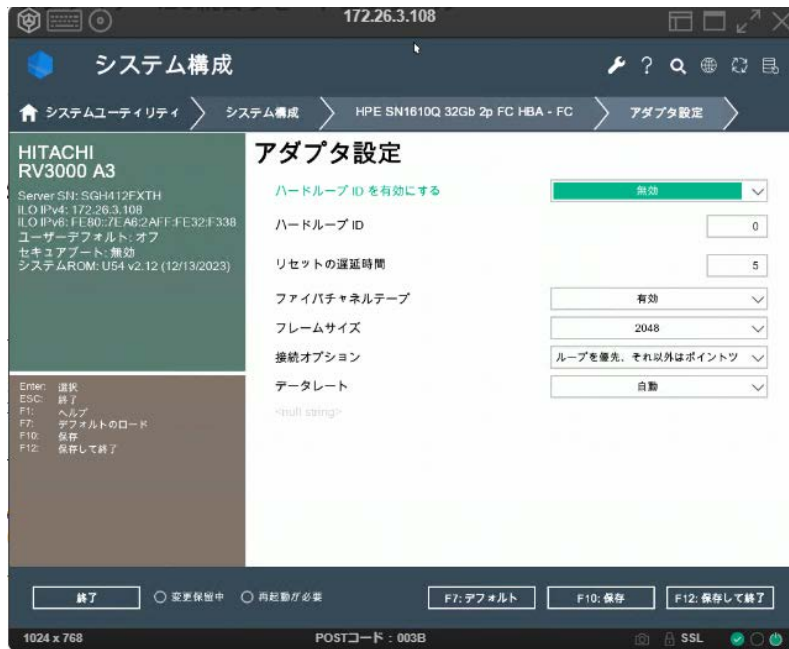 172.26.3.108
システム構成
システムユーティリティ
システム構成
HPE SN1610Q 32Gb 2p FC HBA - FC
アダプタ設定
HITACHI
RV3000 A3
Server SN: SGH412FXTH
iLO IPv4: 172.26.3.108
iLO IPv6: FE80::7EA6:2AFF:FE32:F338
ユーザーデフォルト: オフ
セキュアブート: 無効
システムROM: U54 v2.12 (12/13/2023)
Enter: 選択
ESC: 終了
F1: ヘルプ
F7: デフォルトのロード
F10: 保存
F12: 保存して終了
アダプタ設定
ハードループ ID を有効にする 無効
ハードループ ID 0
リセットの遅延時間 5
ファイバチャネルテープ 有効
フレームサイズ 2048
接続オプション ループを優先、それ以外はポイントツ
データレート 自動
<null string>
終了
変更保留中
再起動が必要
F7: デフォルト
F10: 保存
F12: 保存して終了
1024 x 768
POSTコード : 003B
SSL